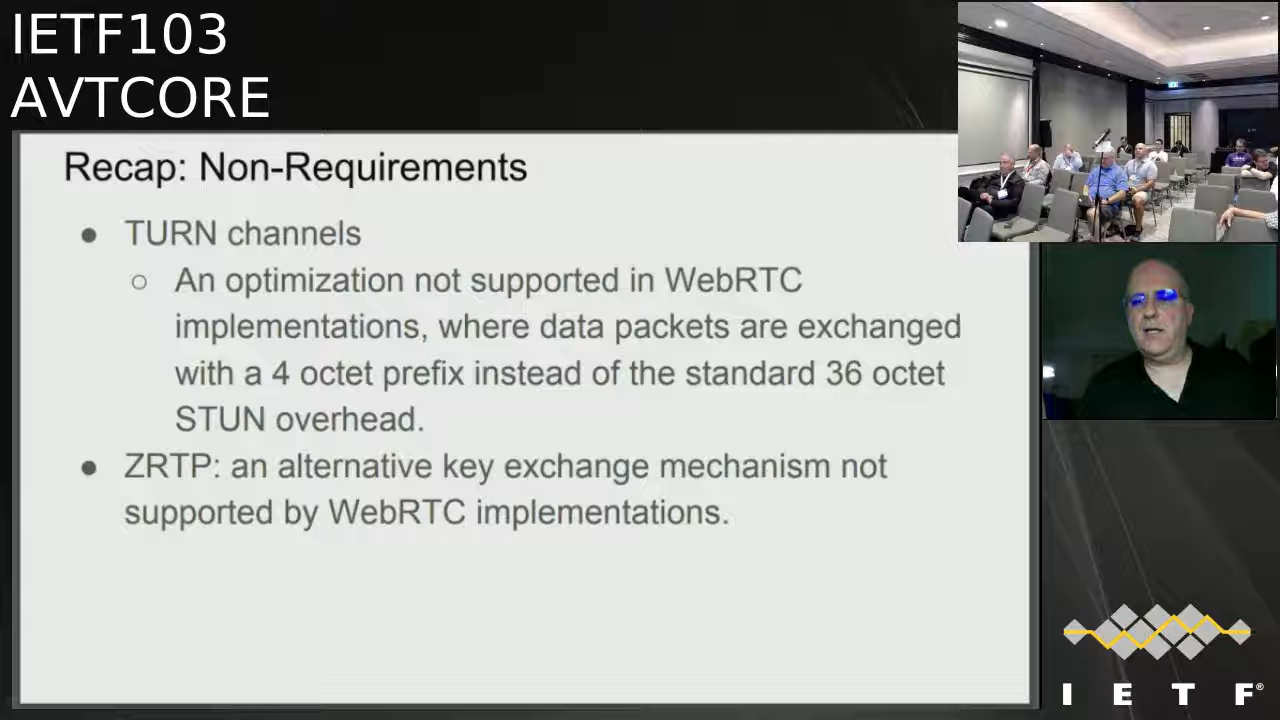 IETF103
AVTCORE
Recap: Non-Requirements
● TURN channels
○ An optimization not supported in WebRTC
implementations, where data packets are exchanged
with a 4 octet prefix instead of the standard 36 octet
STUN overhead.
● ZRTP: an alternative key exchange mechanism not
supported by WebRTC implementations.
I E T F®